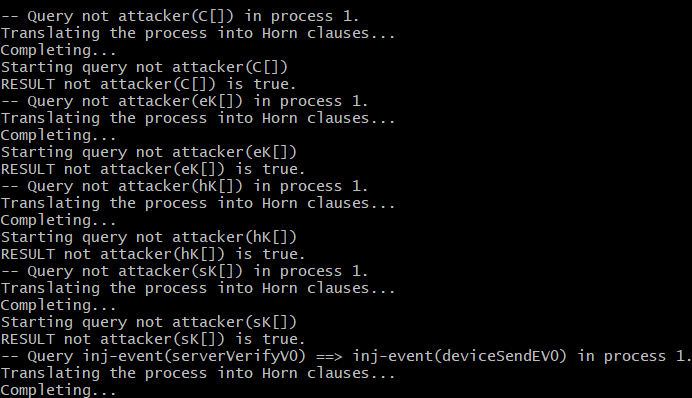 -- Query not attacker(C[]) in process 1.
Translating the process into Horn clauses...
Completing...
Starting query not attacker(C[])
RESULT not attacker(C[]) is true.
-- Query not attacker(eK[]) in process 1.
Translating the process into Horn clauses...
Completing...
Starting query not attacker(eK[])
RESULT not attacker(eK[]) is true.
-- Query not attacker(hK[]) in process 1.
Translating the process into Horn clauses...
Completing...
Starting query not attacker(hK[])
RESULT not attacker(hK[]) is true.
-- Query not attacker(sK[]) in process 1.
Translating the process into Horn clauses...
Completing...
Starting query not attacker(sK[])
RESULT not attacker(sK[]) is true.
-- Query inj-event(serverVerifyV0) ==> inj-event(deviceSendEV0) in process 1.
Translating the process into Horn clauses...
Completing...